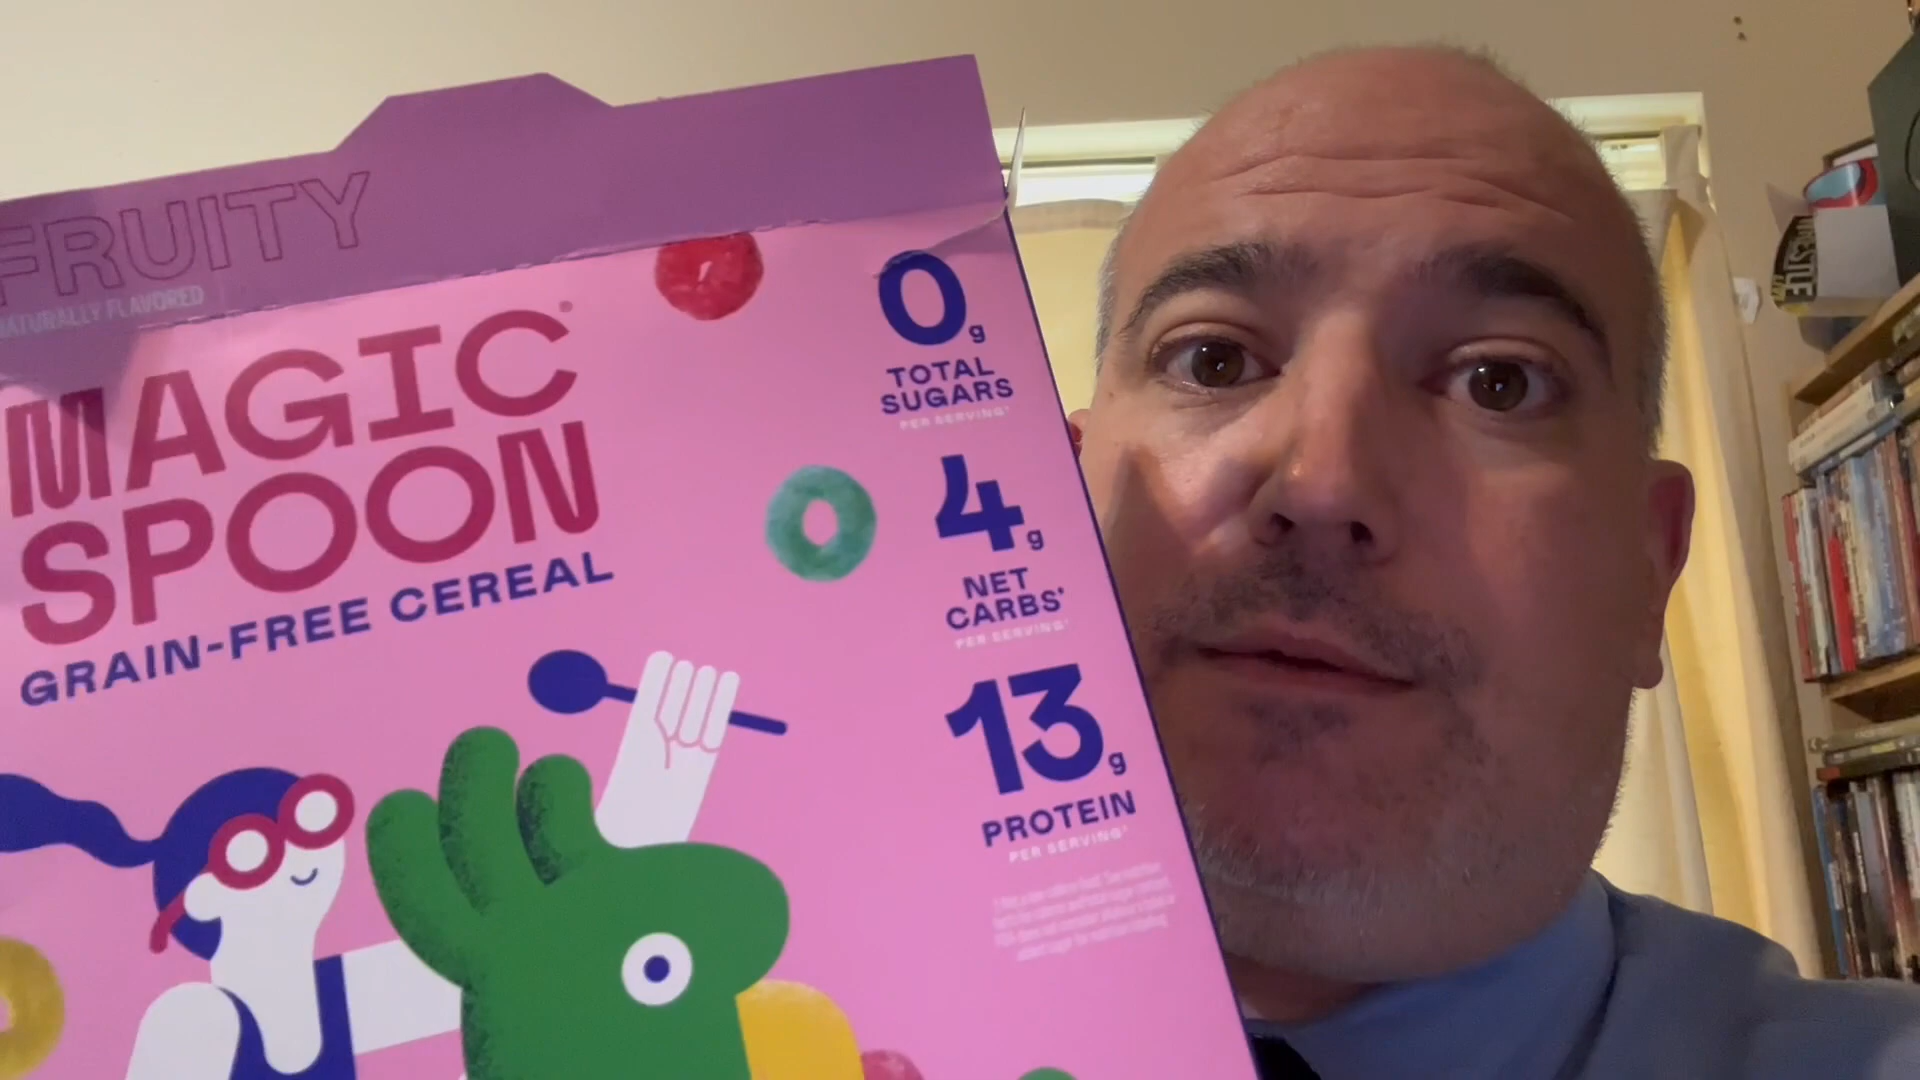 FRUITY
NATURALLY FLAVORED
MAGIC
SPOON®
GRAIN-FREE CEREAL
0g
TOTAL
SUGARS
PER SERVING*
4g
NET
CARBS*
PER SERVING*
13g
PROTEIN
PER SERVING*